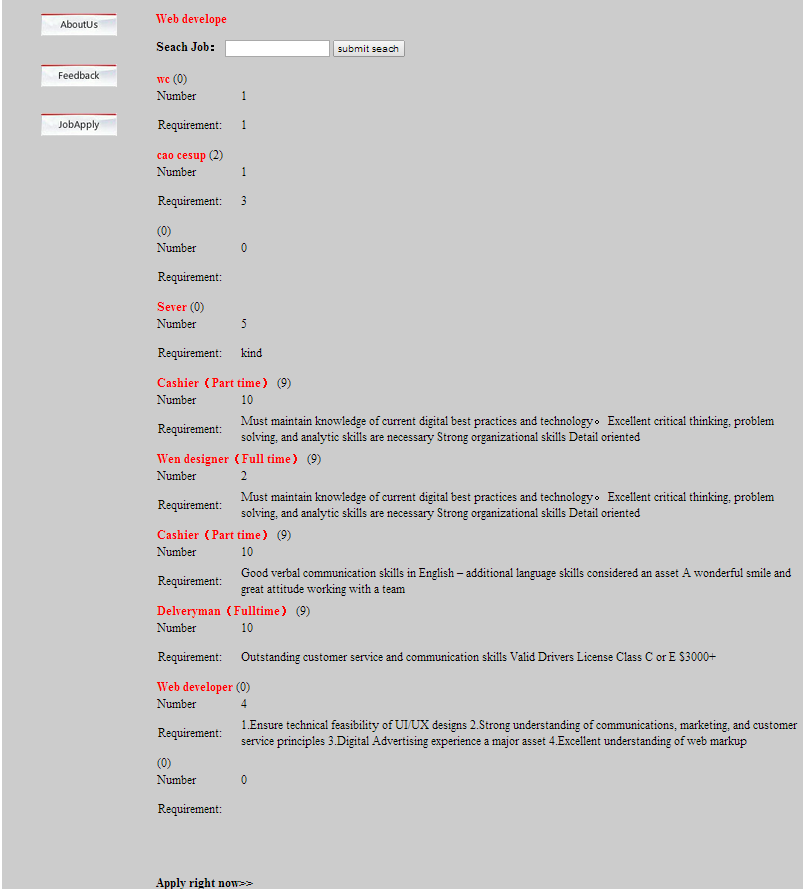 AboutUs
Feedback
JobApply
Web develope
Seach Job： submit seach
wc (0)
Number 1
Requirement: 1
cao cesup (2)
Number 1
Requirement: 3
(0)
Number 0
Requirement:
Sever (0)
Number 5
Requirement: kind
Cashier（Part time） (9)
Number 10
Requirement: Must maintain knowledge of current digital best practices and technology。 Excellent critical thinking, problem
solving, and analytic skills are necessary Strong organizational skills Detail oriented
Wen designer（Full time） (9)
Number 2
Requirement: Must maintain knowledge of current digital best practices and technology。 Excellent critical thinking, problem
solving, and analytic skills are necessary Strong organizational skills Detail oriented
Cashier（Part time） (9)
Number 10
Requirement: Good verbal communication skills in English – additional language skills considered an asset A wonderful smile and
great attitude working with a team
Delveryman（Fulltime） (9)
Number 10
Requirement: Outstanding customer service and communication skills Valid Drivers License Class C or E $3000+
Web developer (0)
Number 4
Requirement: 1.Ensure technical feasibility of UI/UX designs 2.Strong understanding of communications, marketing, and customer
service principles 3.Digital Advertising experience a major asset 4.Excellent understanding of web markup
(0)
Number 0
Requirement:
Apply right now>>